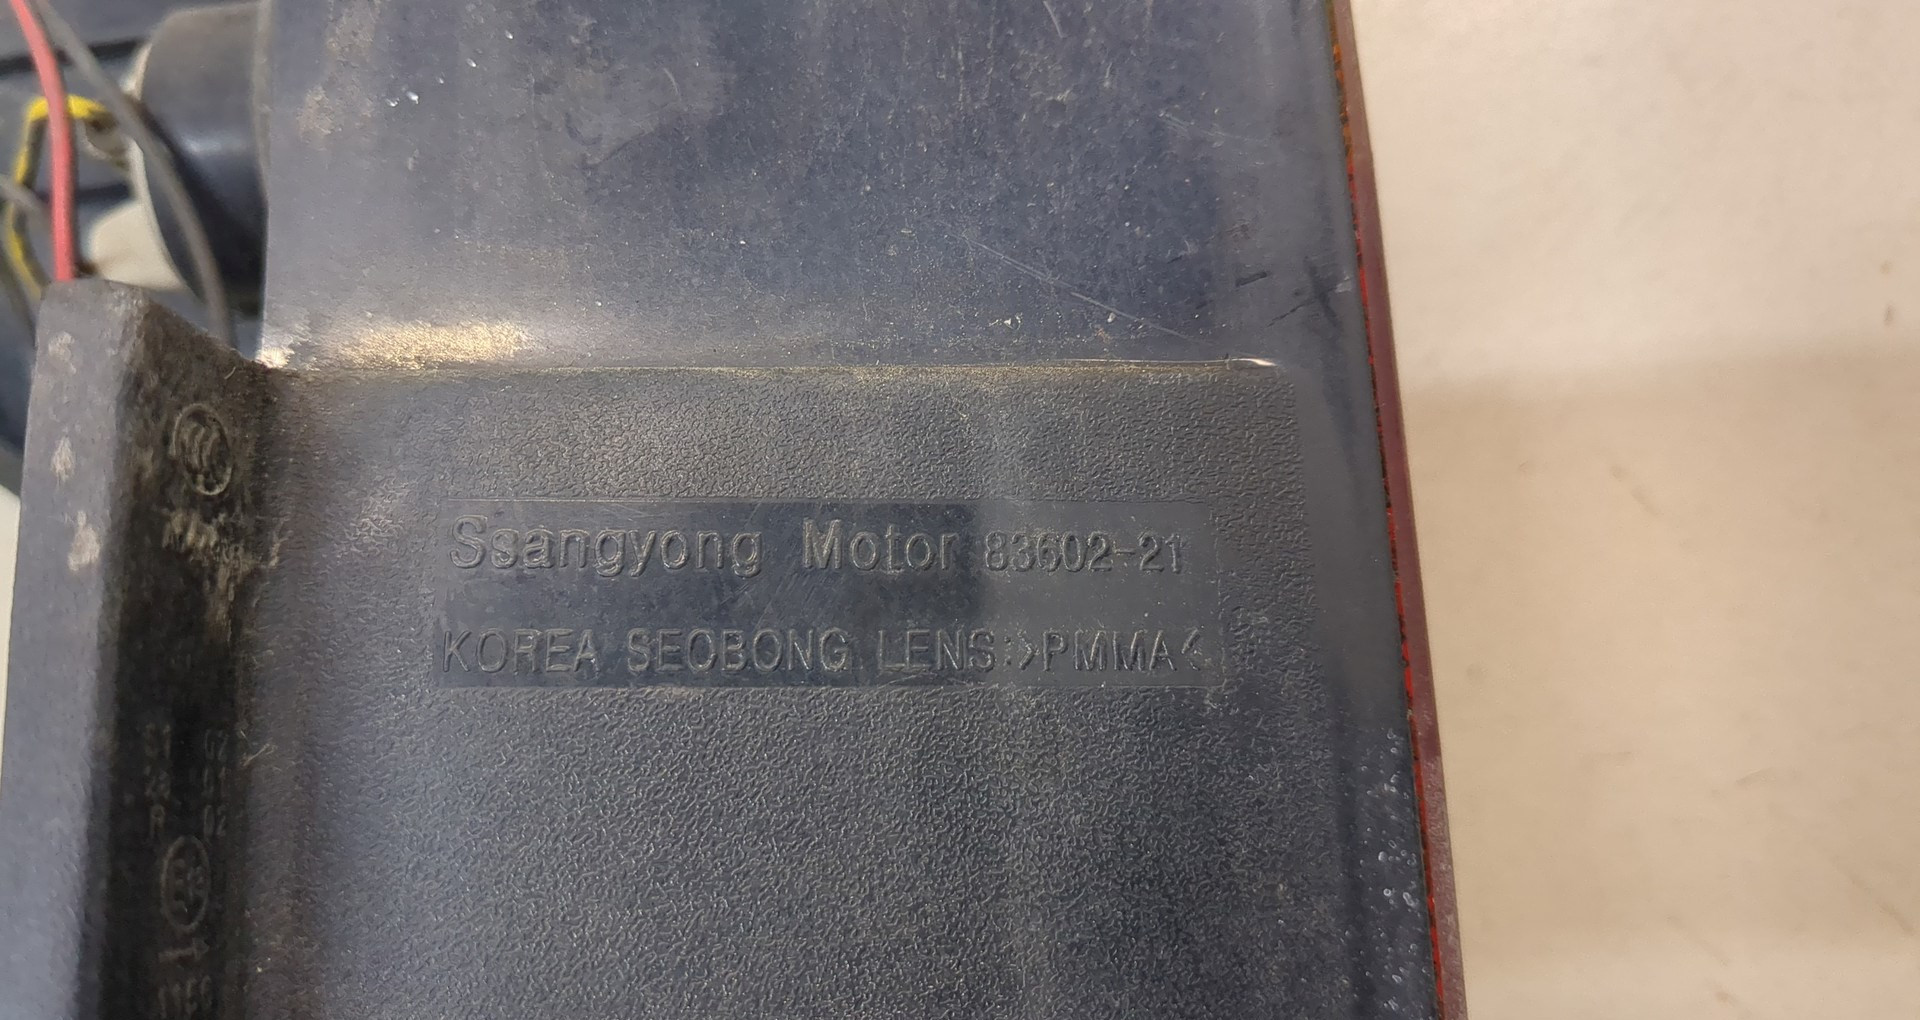 Ssangyong Motor 83602-21
KOREA SEOBONG LENS:>PMMA<